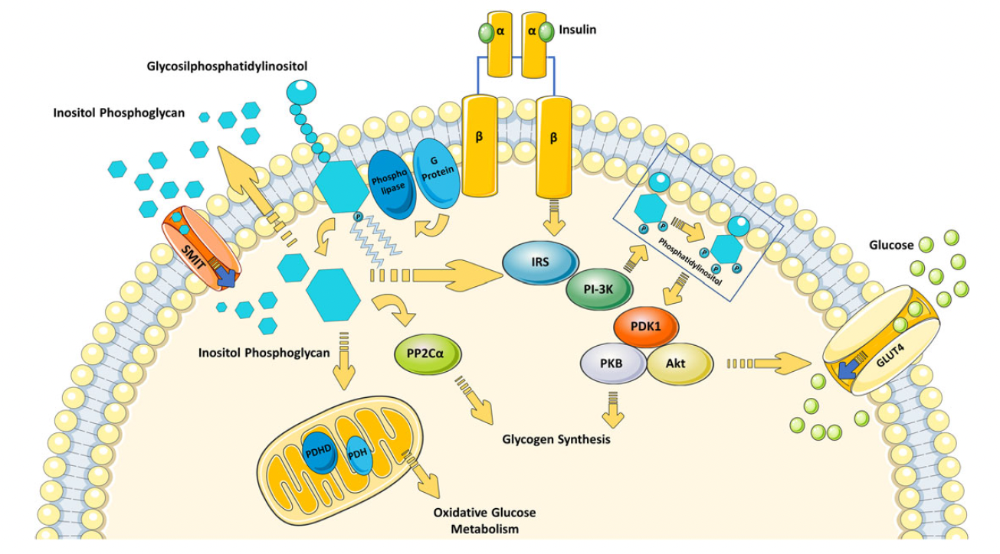 α
α
Insulin
Glycosilphosphatidylinositol
Inositol Phosphoglycan
β
β
G
Protein
Phospho
lipase
P
SMIT
IRS
PI-3K
P
P
P
P
P
Phosphatidylinositol
Glucose
PDK1
PKB
Akt
GLUT4
Inositol Phosphoglycan
PP2Cα
Glycogen Synthesis
PDHD
PDH
Oxidative Glucose
Metabolism